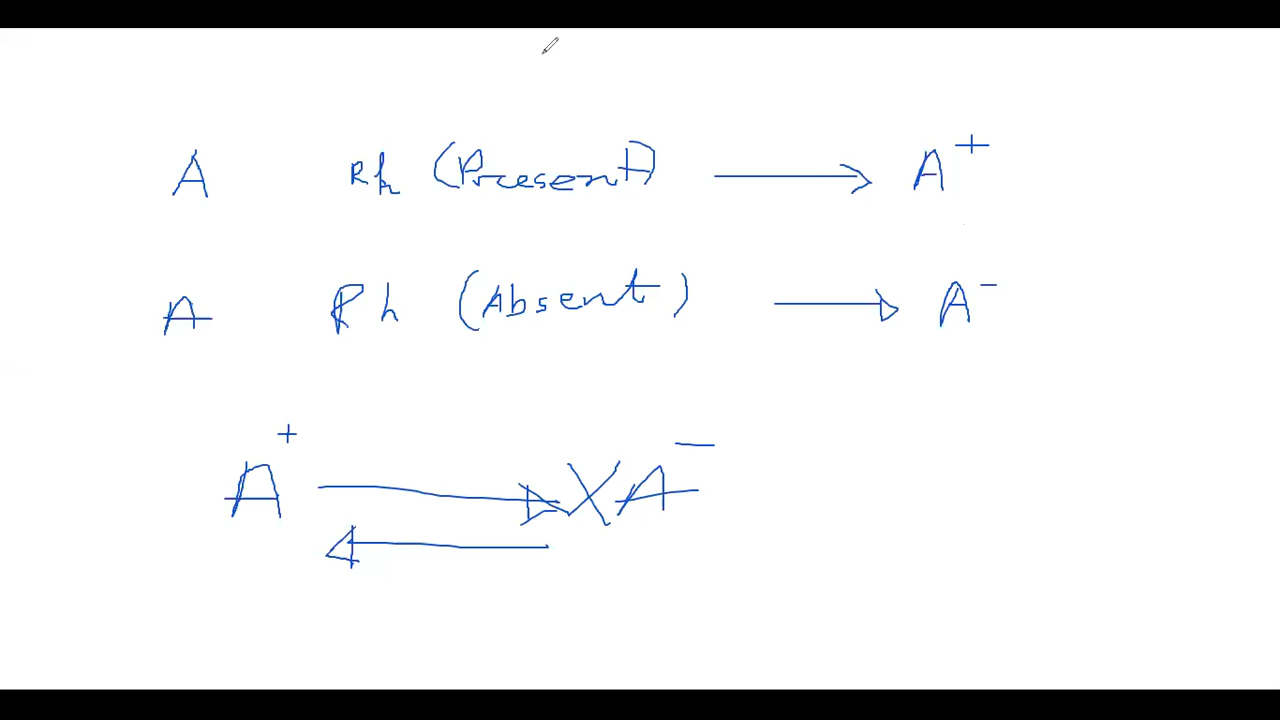 A Rh (Present) → A⁺
A Rh (Absent) → A⁻
A⁺ → X A⁻
←